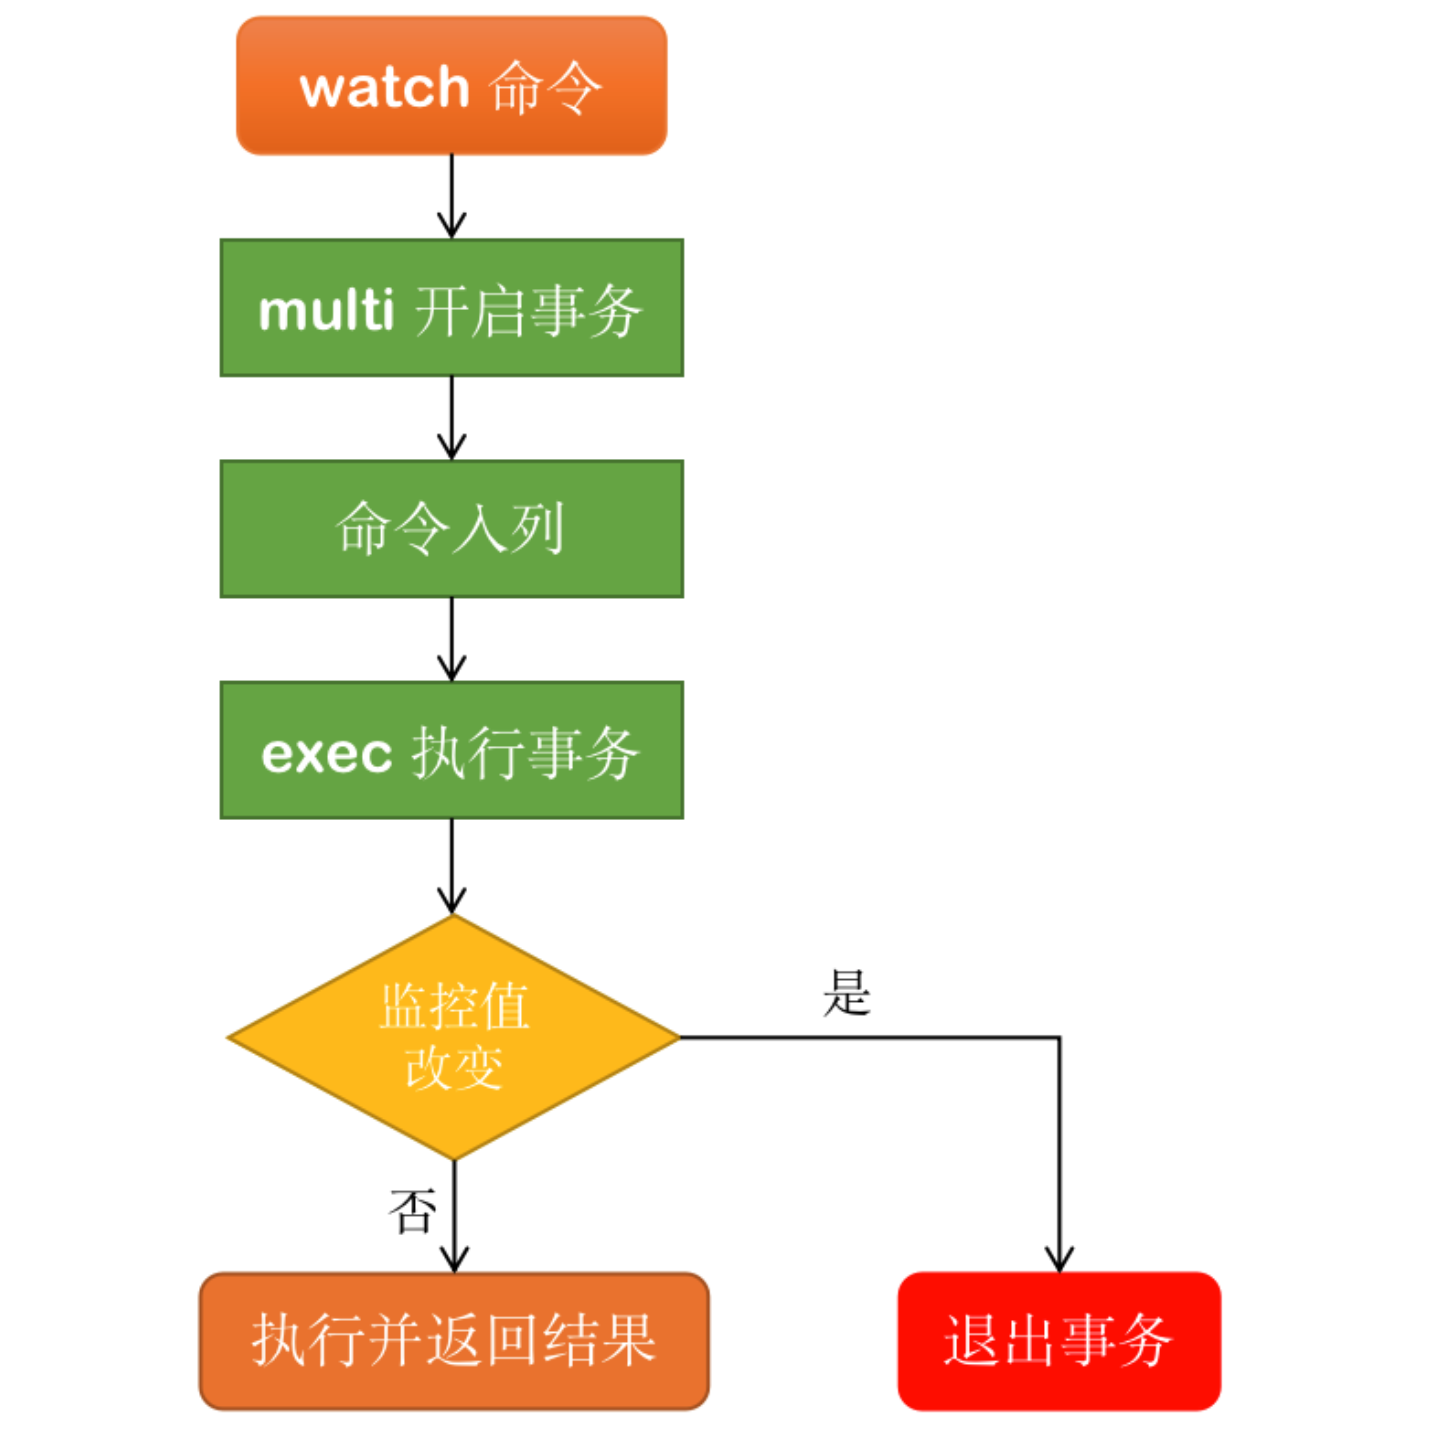 watch 命令
multi 开启事务
命令入列
exec 执行事务
监控值
改变
是
否
执行并返回结果
退出事务